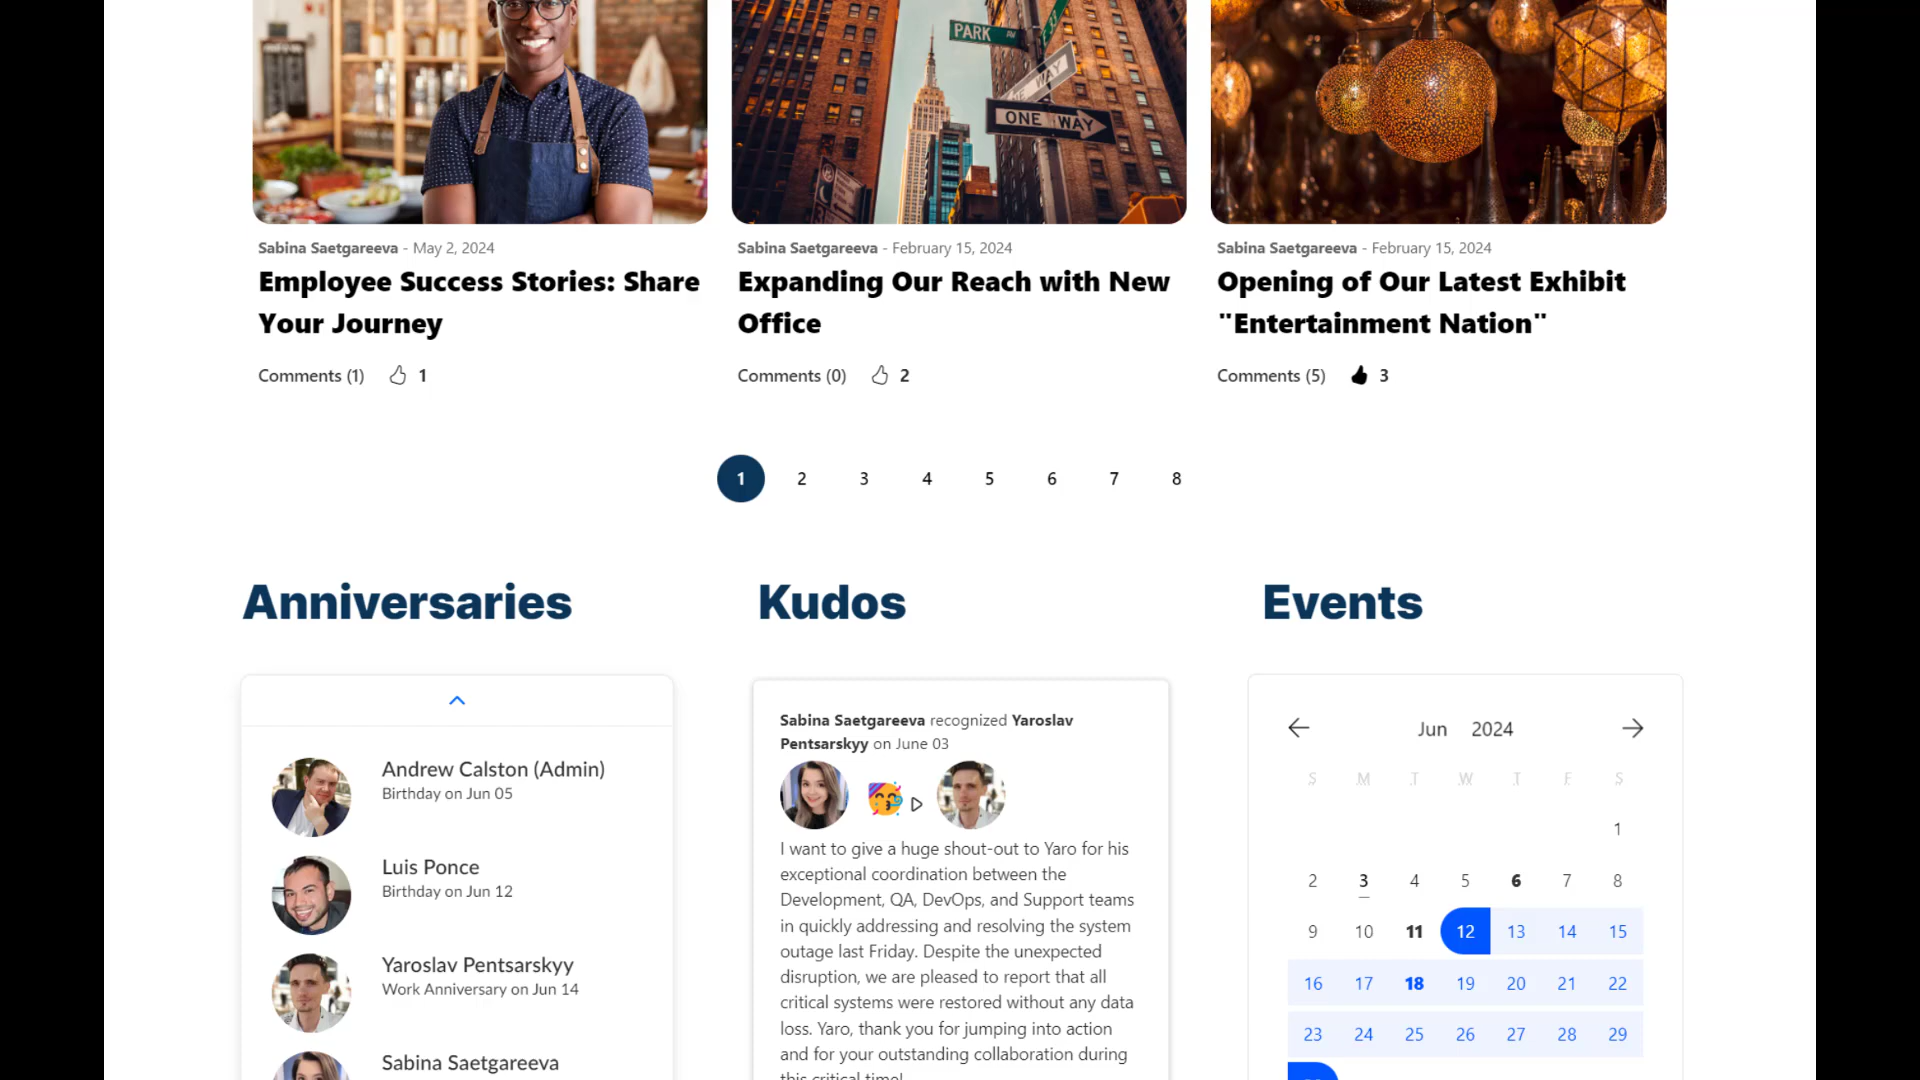 PARK AV
ONE WAY
ONE WAY
Sabina Saetgareeva - May 2, 2024
Employee Success Stories: Share
Your Journey
Comments (1) 1
Sabina Saetgareeva - February 15, 2024
Expanding Our Reach with New
Office
Comments (0) 2
Sabina Saetgareeva - February 15, 2024
Opening of Our Latest Exhibit
"Entertainment Nation"
Comments (5) 3
1 2 3 4 5 6 7 8
Anniversaries
Andrew Calston (Admin)
Birthday on Jun 05
Luis Ponce
Birthday on Jun 12
Yaroslav Pentsarskyy
Work Anniversary on Jun 14
Sabina Saetgareeva
Kudos
Sabina Saetgareeva recognized Yaroslav
Pentsarskyy on June 03
I want to give a huge shout-out to Yaro for his
exceptional coordination between the
Development, QA, DevOps, and Support teams
in quickly addressing and resolving the system
outage last Friday. Despite the unexpected
disruption, we are pleased to report that all
critical systems were restored without any data
loss. Yaro, thank you for jumping into action
and for your outstanding collaboration during
this critical time!
Events
Jun 2024
S M T W T F S
1
2 3 4 5 6 7 8
9 10 11 12 13 14 15
16 17 18 19 20 21 22
23 24 25 26 27 28 29